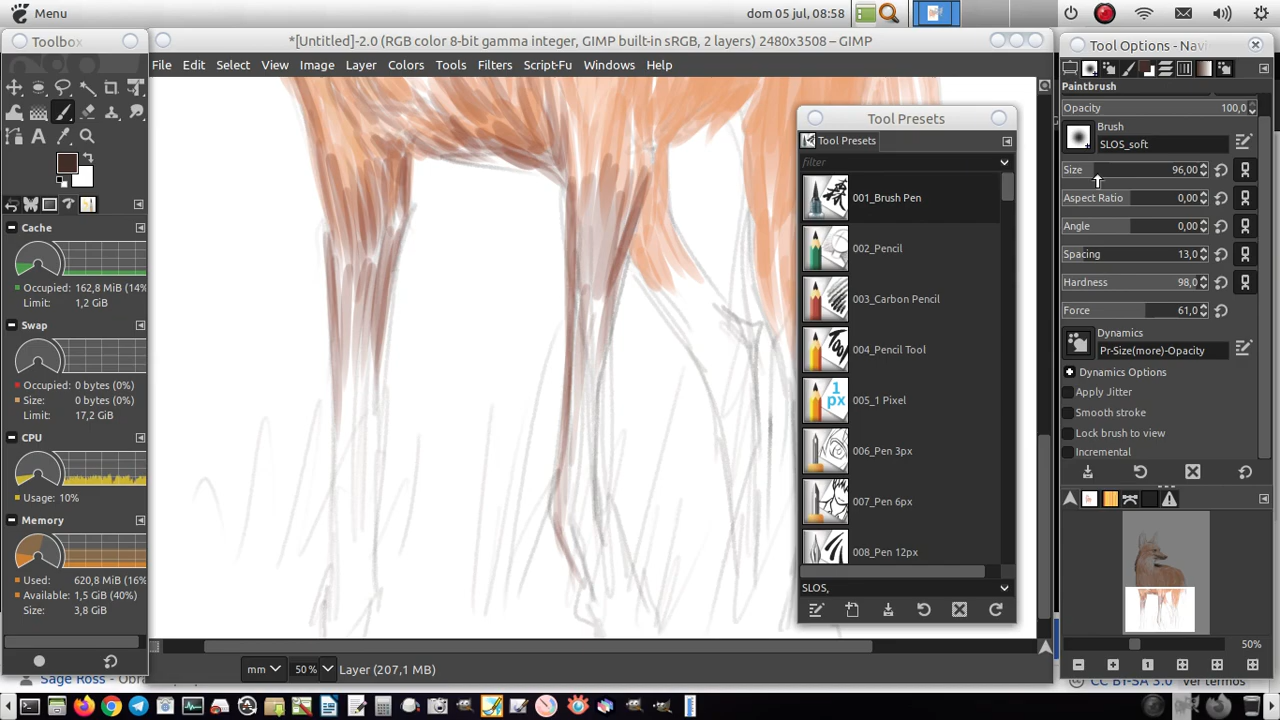 Menu
dom 05 jul, 08:58
Toolbox
*[Untitled]-2.0 (RGB color 8-bit gamma integer, GIMP built-in sRGB, 2 layers) 2480x3508 – GIMP
Tool Options - Navi
File Edit Select View Image Layer Colors Tools Filters Script-Fu Windows Help
Paintbrush
Opacity 100,0
Brush
SLOS_soft
Size 96,00
Aspect Ratio 0,00
Angle 0,00
Spacing 13,0
Hardness 98,0
Force 61,0
Dynamics
Pr-Size(more)-Opacity
Dynamics Options
Apply Jitter
Smooth stroke
Lock brush to view
Incremental
50%
Tool Presets
Tool Presets
filter
001_Brush Pen
002_Pencil
003_Carbon Pencil
004_Pencil Tool
1 px
005_1 Pixel
006_Pen 3px
007_Pen 6px
008_Pen 12px
SLOS,
Cache
Occupied: 162,8 MiB (14%
Limit: 1,2 GiB
Swap
Occupied: 0 bytes (0%)
Size: 0 bytes (0%)
Limit: 17,2 GiB
CPU
Usage: 10%
Memory
Used: 620,8 MiB (16%
Available: 1,5 GiB (40%)
Size: 3,8 GiB
mm 50% Layer (207,1 MB)
Sage Ross - Obr
CC BY-SA 3.0 Ver termos